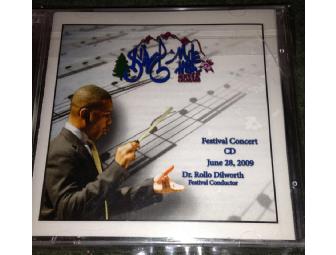 Festival Concert
CD
June 28, 2009
Dr. Rollo Dilworth
Festival Conductor